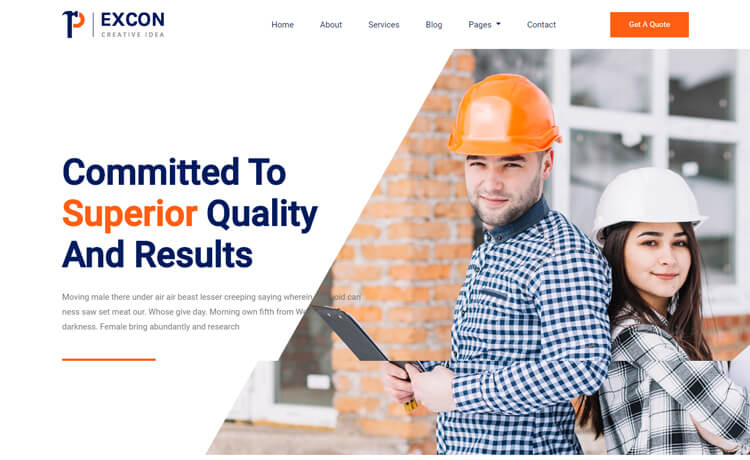 EXCON
CREATIVE IDEA
Home About Services Blog Pages Contact
Get A Quote
Committed To
Superior Quality
And Results
Moving male there under air air beast lesser creeping saying wherein oid can
ness saw set meat our. Whose give day. Morning own fifth from We
darkness. Female bring abundantly and research